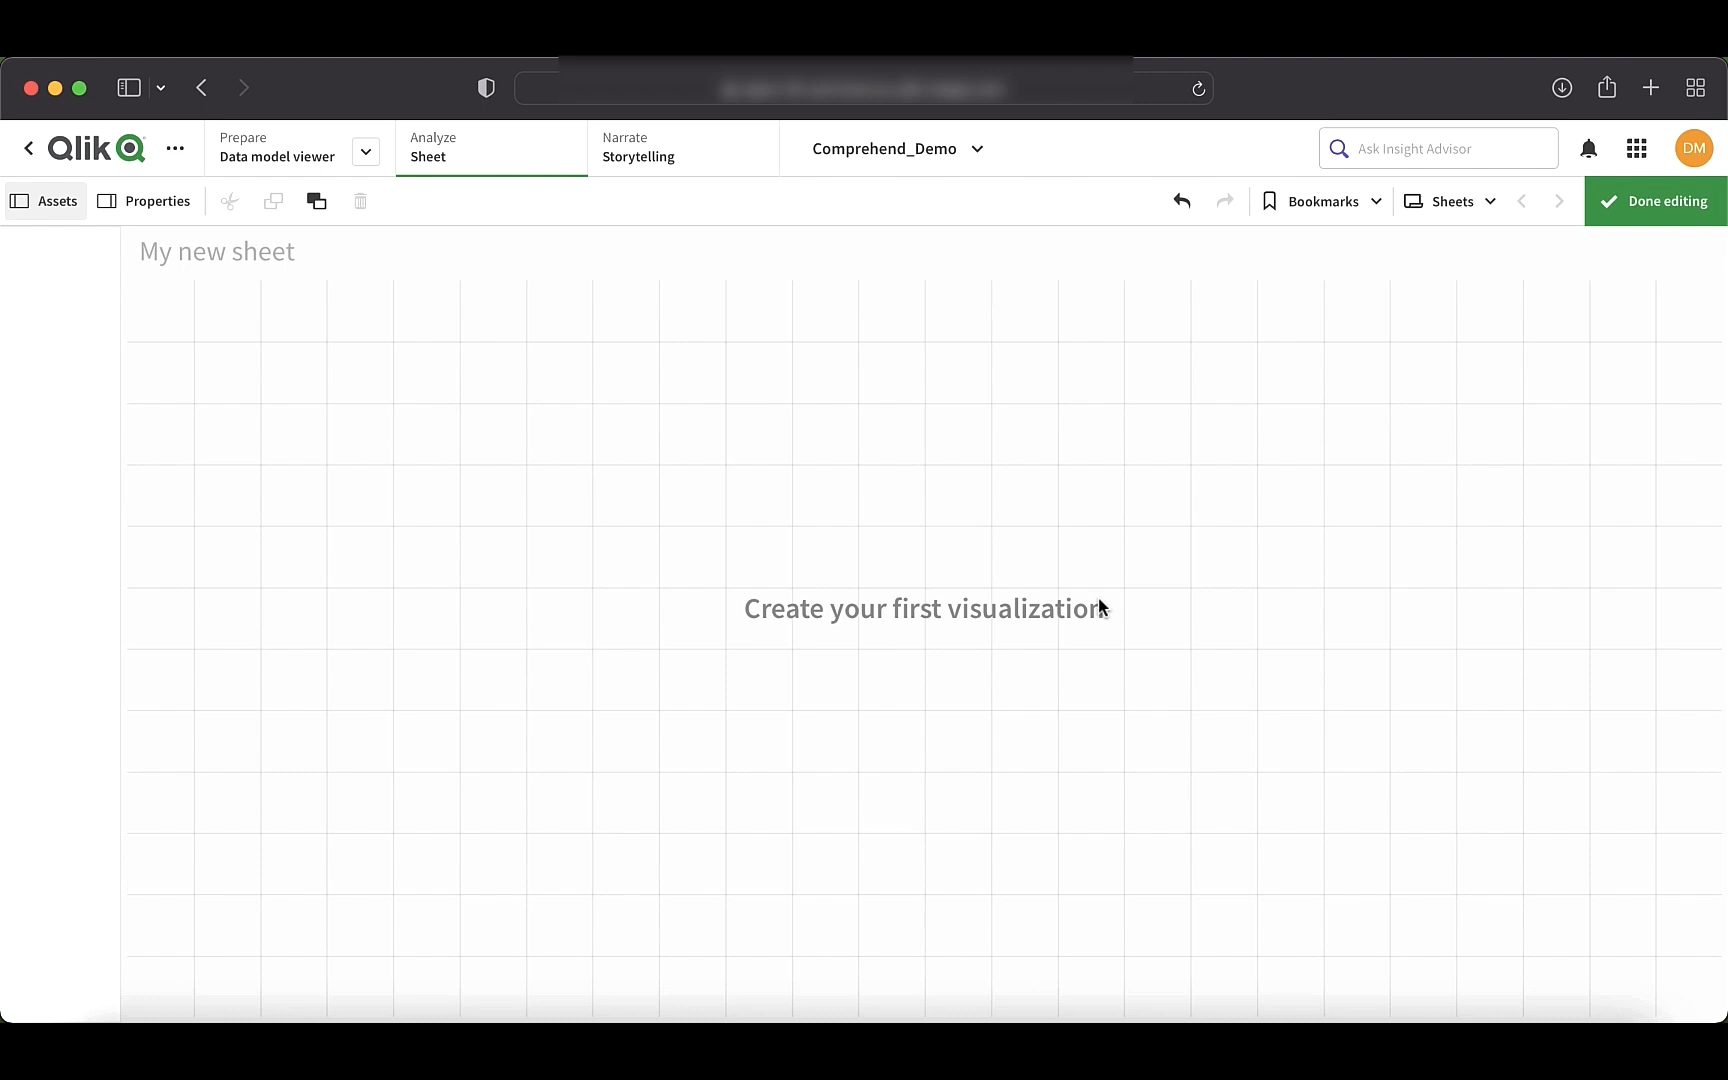 Qlik
Prepare
Data model viewer
Analyze
Sheet
Narrate
Storytelling
Comprehend_Demo
Ask Insight Advisor
DM
Assets
Properties
Bookmarks
Sheets
Done editing
My new sheet
Create your first visualization